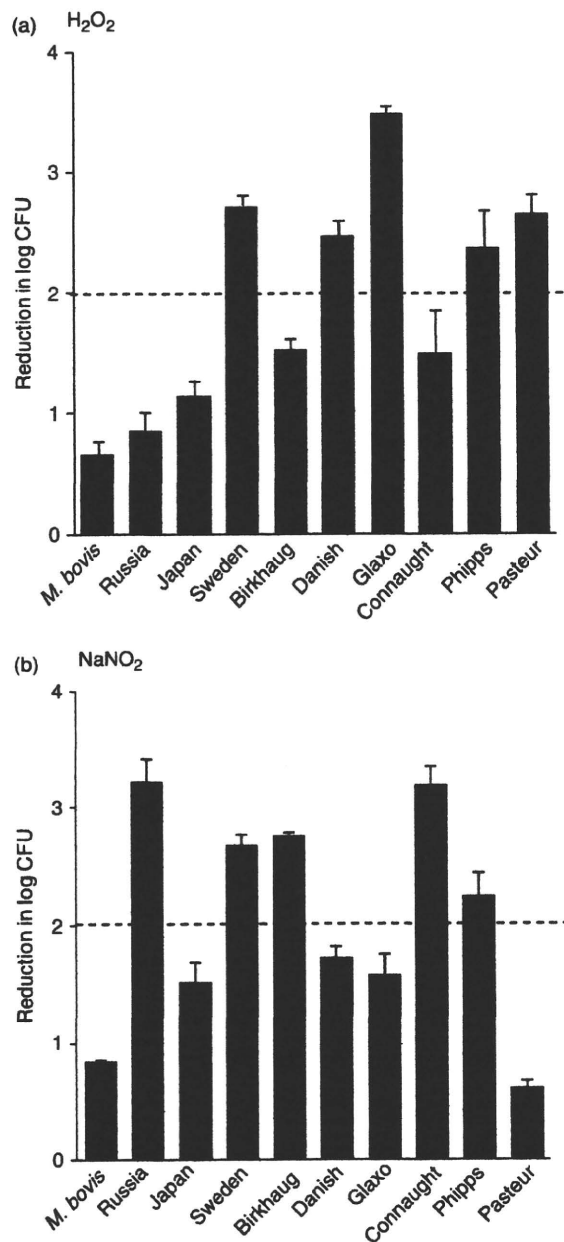 (a) H₂O₂
Reduction in log CFU
4
3
2
1
0
M. bovis
Russia
Japan
Sweden
Birkhaug
Danish
Glaxo
Connaught
Phipps
Pasteur
(b) NaNO₂
Reduction in log CFU
4
3
2
1
0
M. bovis
Russia
Japan
Sweden
Birkhaug
Danish
Glaxo
Connaught
Phipps
Pasteur